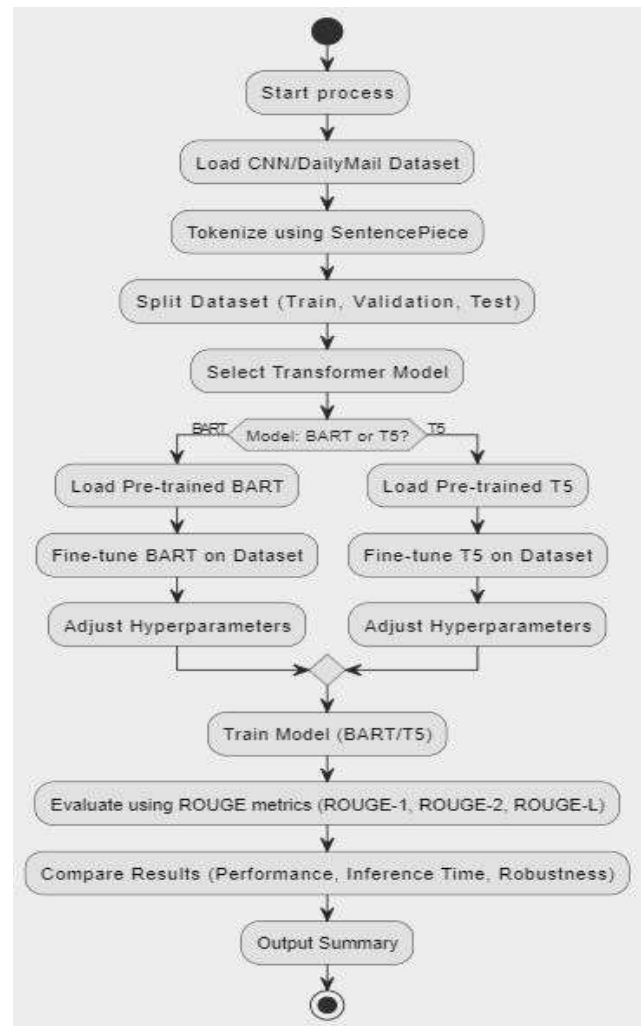 Start process
Load CNN/DailyMail Dataset
Tokenize using SentencePiece
Split Dataset (Train, Validation, Test)
Select Transformer Model
BART
Model: BART or T5?
T5
Load Pre-trained BART
Load Pre-trained T5
Fine-tune BART on Dataset
Fine-tune T5 on Dataset
Adjust Hyperparameters
Adjust Hyperparameters
Train Model (BART/T5)
Evaluate using ROUGE metrics (ROUGE-1, ROUGE-2, ROUGE-L)
Compare Results (Performance, Inference Time, Robustness)
Output Summary